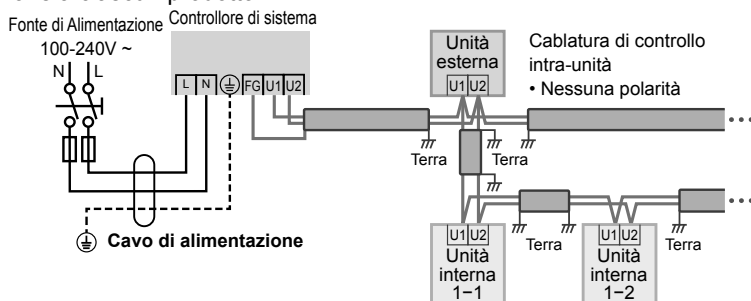 Fonte di Alimentazione
100-240V ~
N L
Controllore di sistema
L N FG U1 U2
Unità
esterna
U1 U2
Cablatura di controllo
intra-unità
• Nessuna polarità
Terra
Terra
Terra
Terra
Cavo di alimentazione
U1 U2
Unità
interna
1−1
U1 U2
Unità
interna
1−2